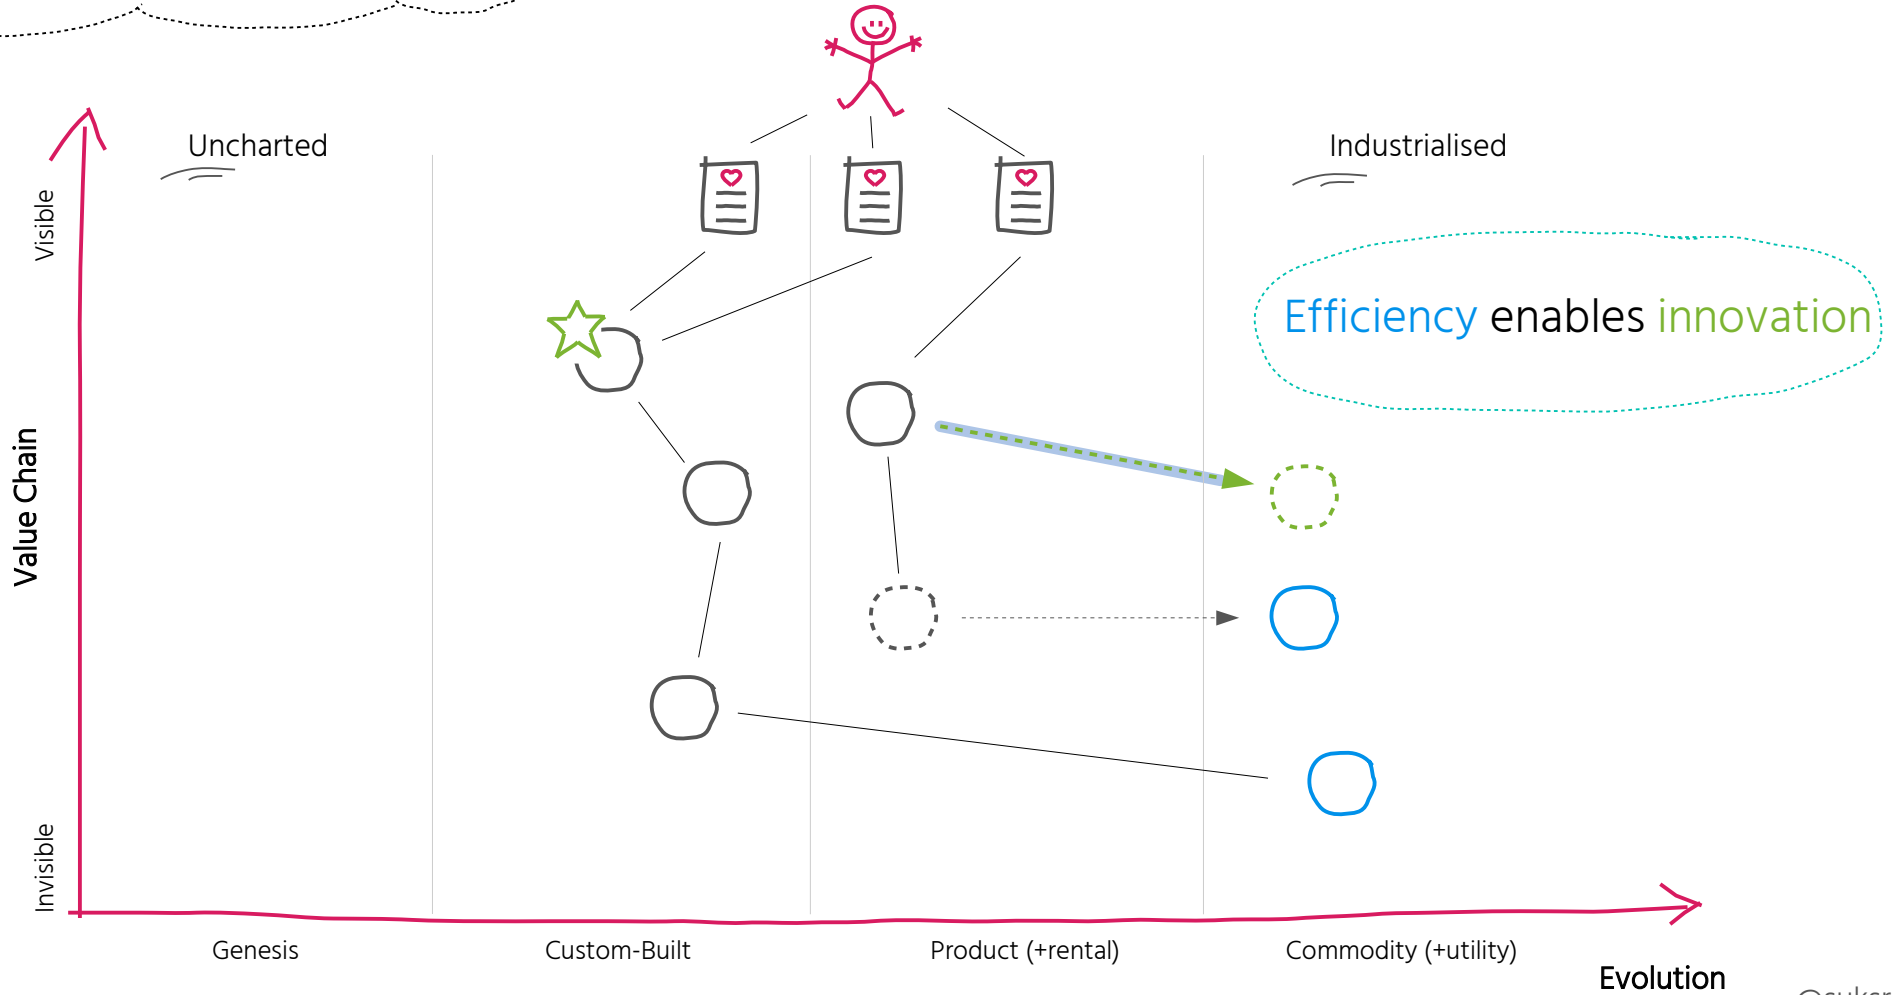 Uncharted
Industrialised
Visible
Efficiency enables innovation
Value Chain
Invisible
Genesis
Custom-Built
Product (+rental)
Commodity (+utility)
Evolution